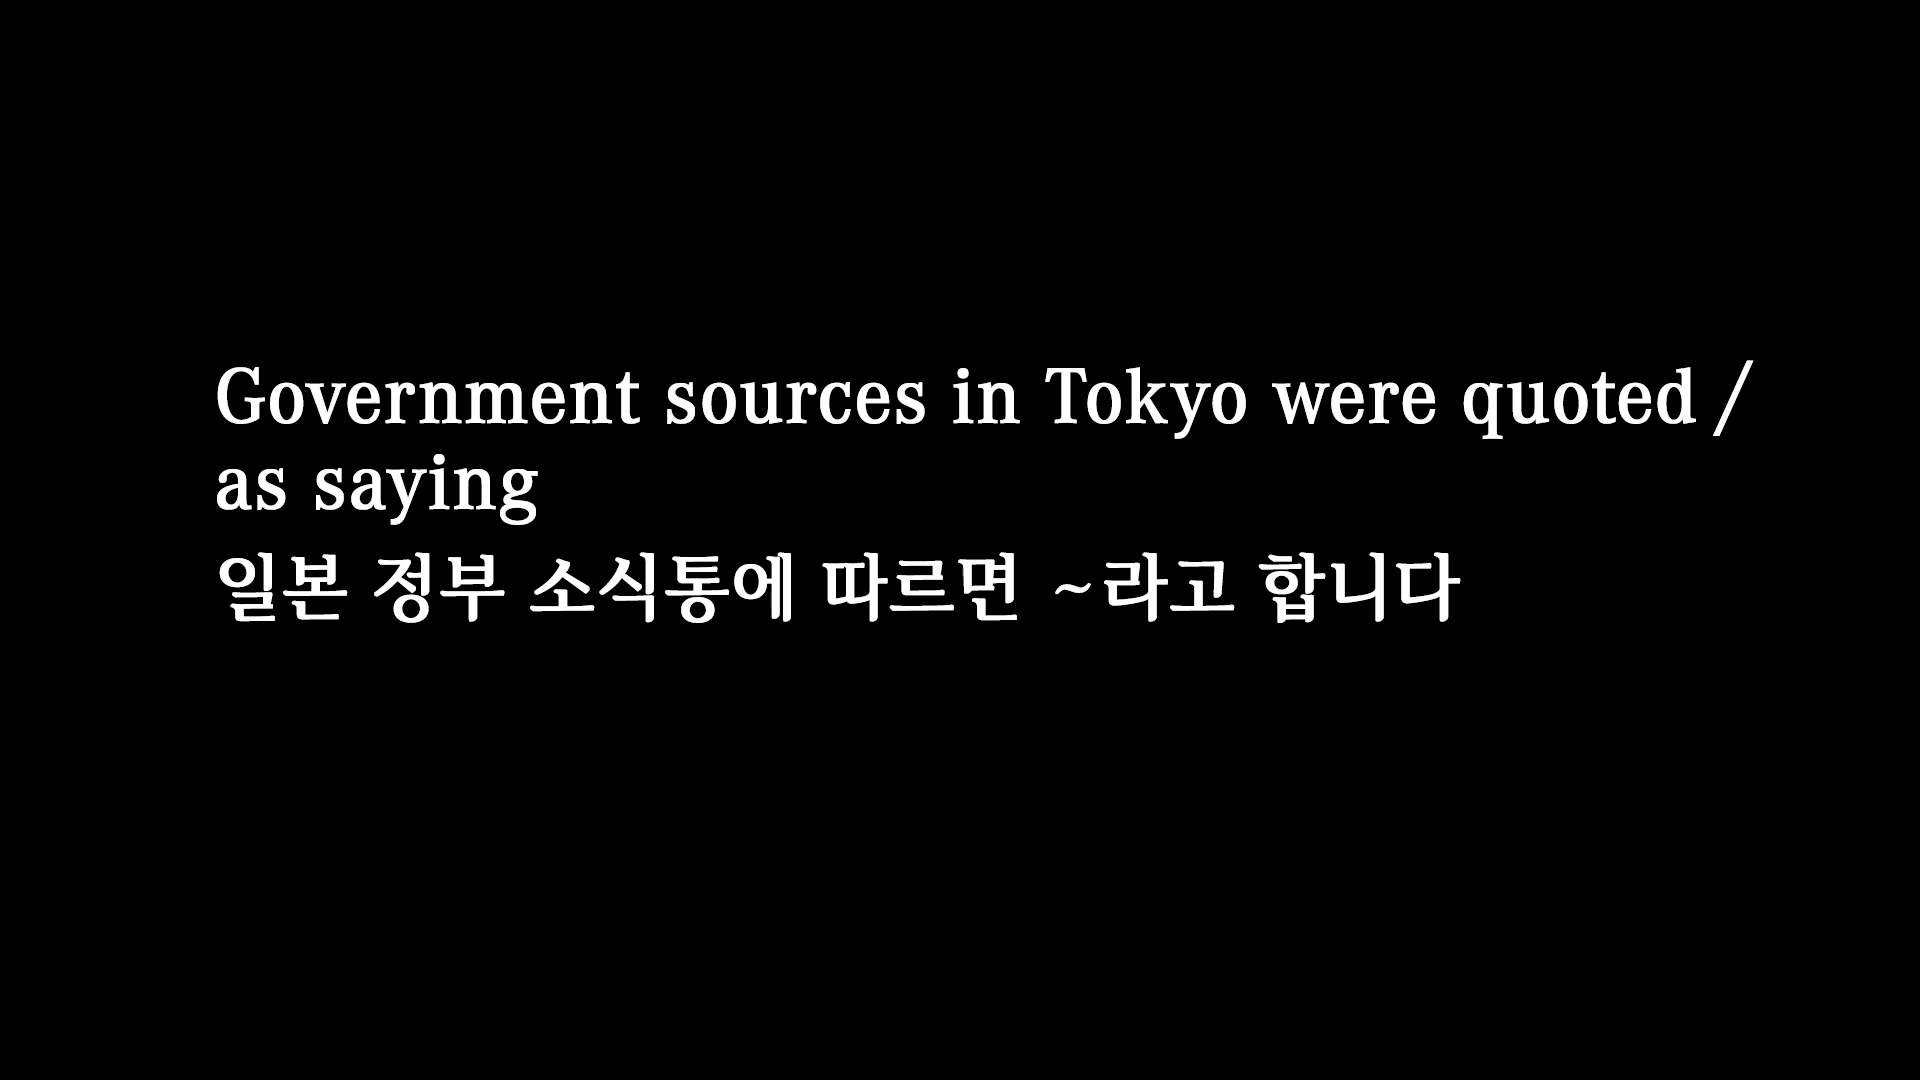 Government sources in Tokyo were quoted /
as saying
일본 정부 소식통에 따르면 ~라고 합니다